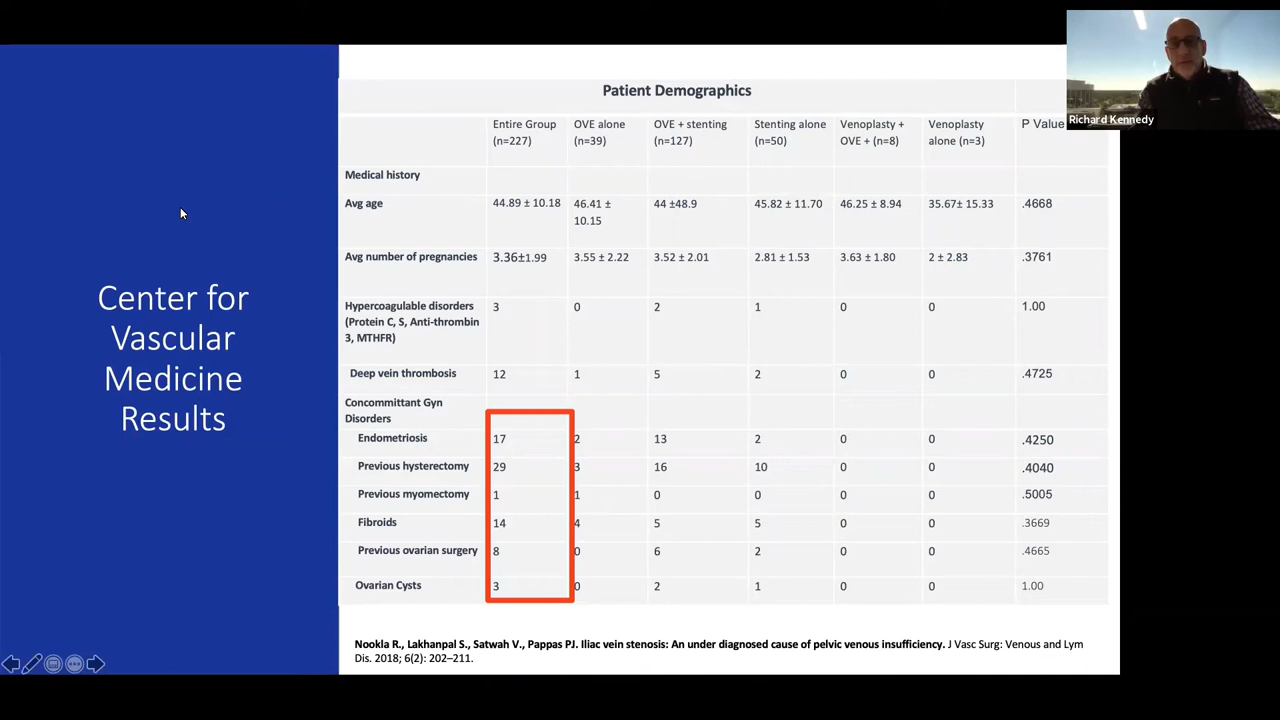 Richard Kennedy
Center for
Vascular
Medicine
Results
Patient Demographics
Entire Group (n=227) OVE alone (n=39) OVE + stenting (n=127) Stenting alone (n=50) Venoplasty + OVE + (n=8) Venoplasty alone (n=3) P Value
Medical history
Avg age 44.89 ± 10.18 46.41 ± 10.15 44 ±48.9 45.82 ± 11.70 46.25 ± 8.94 35.67± 15.33 .4668
Avg number of pregnancies 3.36±1.99 3.55 ± 2.22 3.52 ± 2.01 2.81 ± 1.53 3.63 ± 1.80 2 ± 2.83 .3761
Hypercoagulable disorders (Protein C, S, Anti-thrombin 3, MTHFR) 3 0 2 1 0 0 1.00
Deep vein thrombosis 12 1 5 2 0 0 .4725
Concommittant Gyn Disorders
Endometriosis 17 2 13 2 0 0 .4250
Previous hysterectomy 29 3 16 10 0 0 .4040
Previous myomectomy 1 1 0 0 0 0 .5005
Fibroids 14 4 5 5 0 0 .3669
Previous ovarian surgery 8 0 6 2 0 0 .4665
Ovarian Cysts 3 0 2 1 0 0 1.00
Nookla R., Lakhanpal S., Satwah V., Pappas PJ. Iliac vein stenosis: An under diagnosed cause of pelvic venous insufficiency. J Vasc Surg: Venous and Lym
Dis. 2018; 6(2): 202–211.